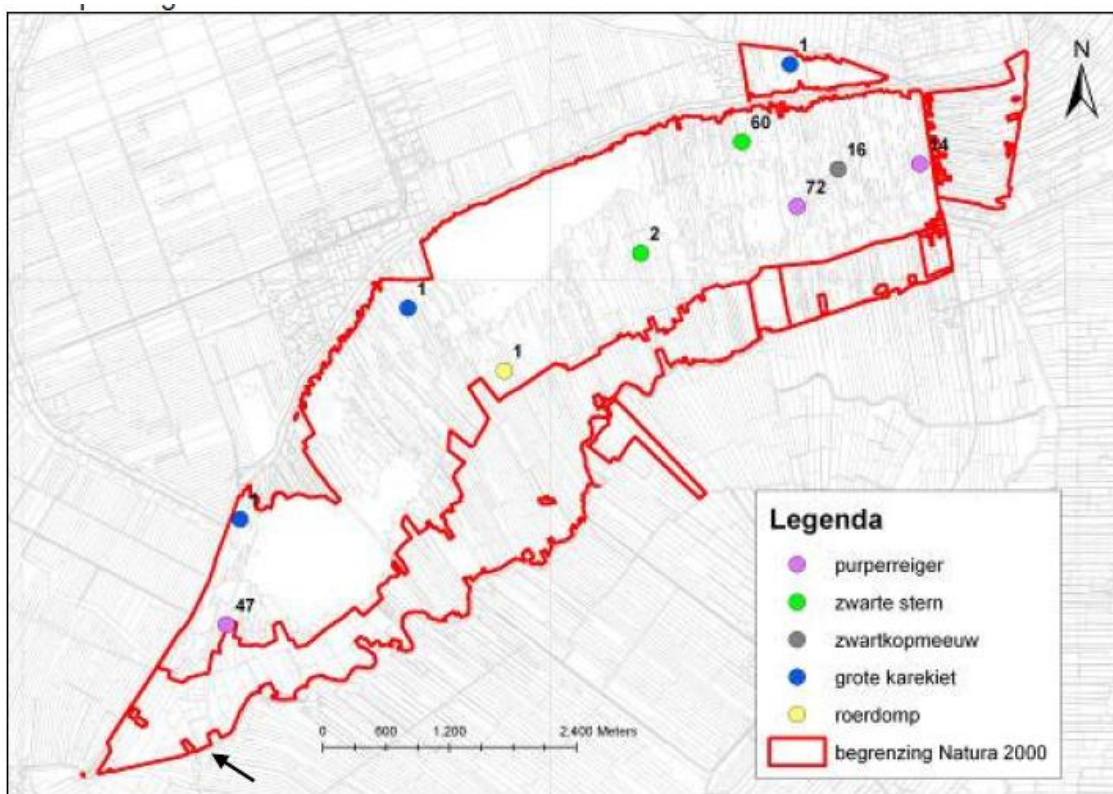 1
N
60
16
72
2
1
1
47
Legenda
purperreiger
zwarte stern
zwartkopmeeuw
grote karekiet
roerdomp
begrenzing Natura 2000
0 600 1.200 2.400 Meters